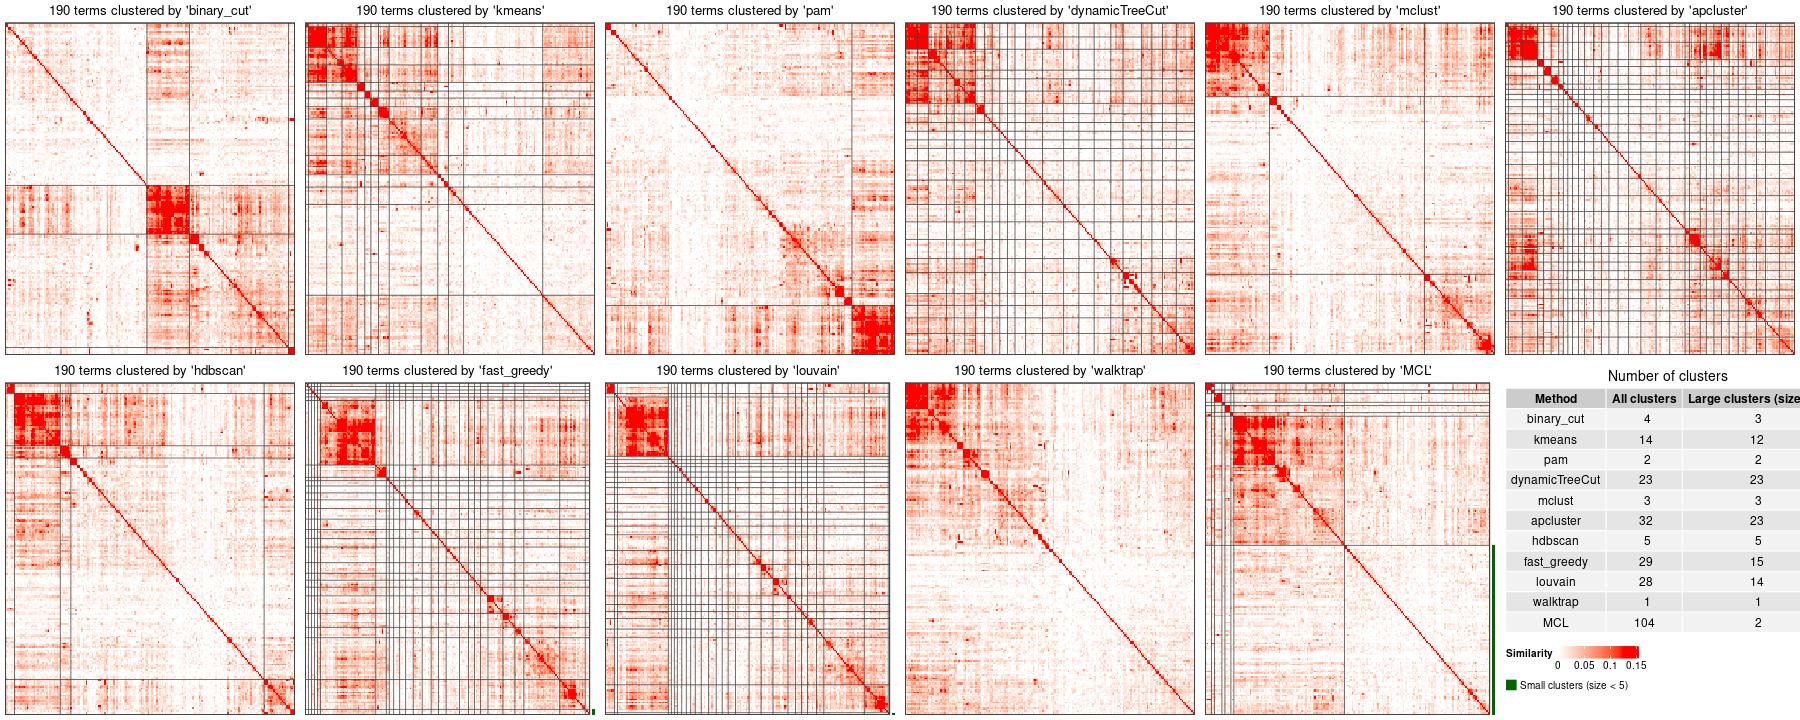 190 terms clustered by 'binary_cut'
190 terms clustered by 'kmeans'
190 terms clustered by 'pam'
190 terms clustered by 'dynamicTreeCut'
190 terms clustered by 'mclust'
190 terms clustered by 'apcluster'
190 terms clustered by 'hdbscan'
190 terms clustered by 'fast_greedy'
190 terms clustered by 'louvain'
190 terms clustered by 'walktrap'
190 terms clustered by 'MCL'
Number of clusters
Method All clusters Large clusters (size
binary_cut 4 3
kmeans 14 12
pam 2 2
dynamicTreeCut 23 23
mclust 3 3
apcluster 32 23
hdbscan 5 5
fast_greedy 29 15
louvain 28 14
walktrap 1 1
MCL 104 2
Similarity
0 0.05 0.1 0.15
Small clusters (size < 5)